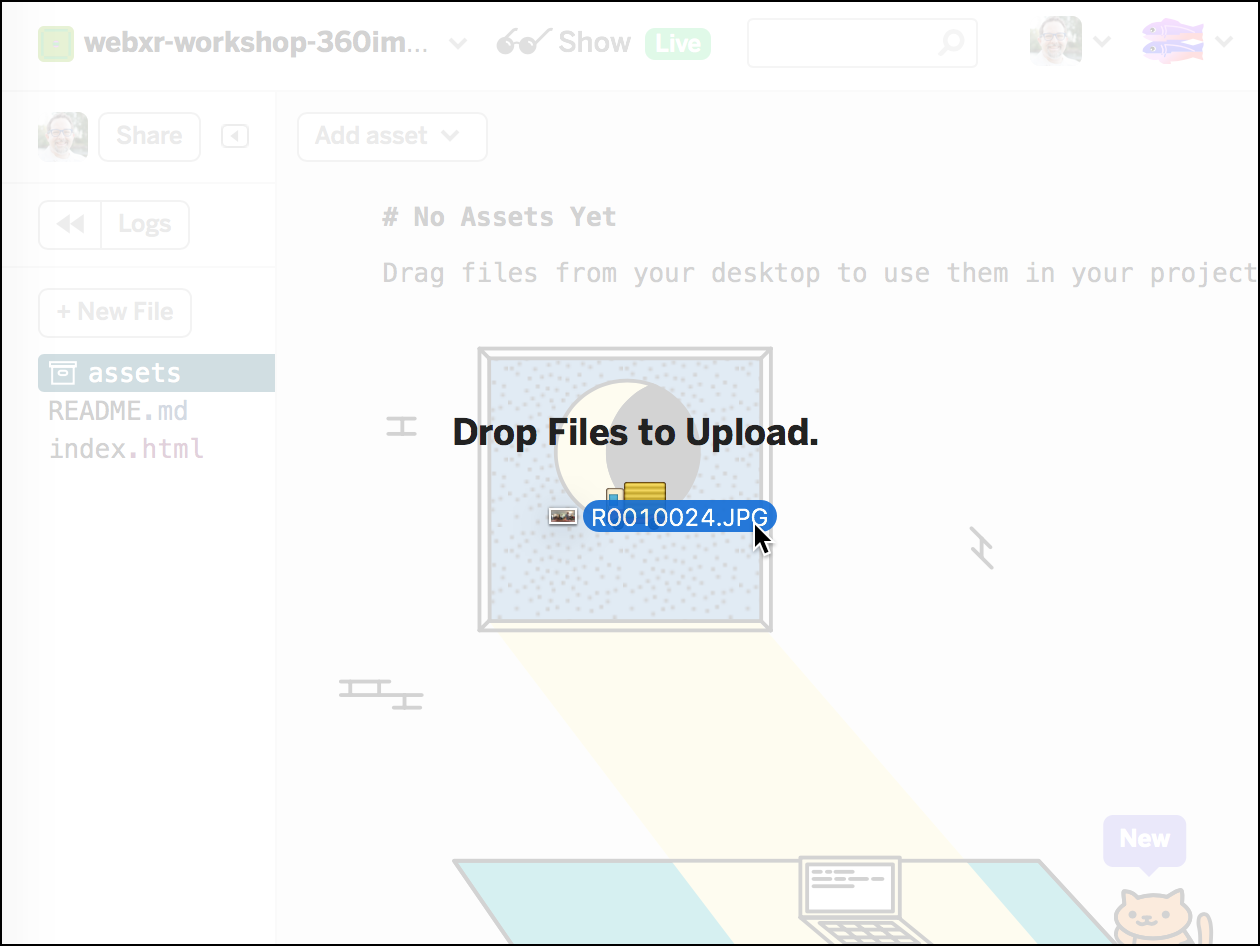 webxr-workshop-360im...
Show
Live
Share
Add asset
Logs
# No Assets Yet
Drag files from your desktop to use them in your project
+ New File
assets
README.md
index.html
Drop Files to Upload.
R0010024.JPG
New